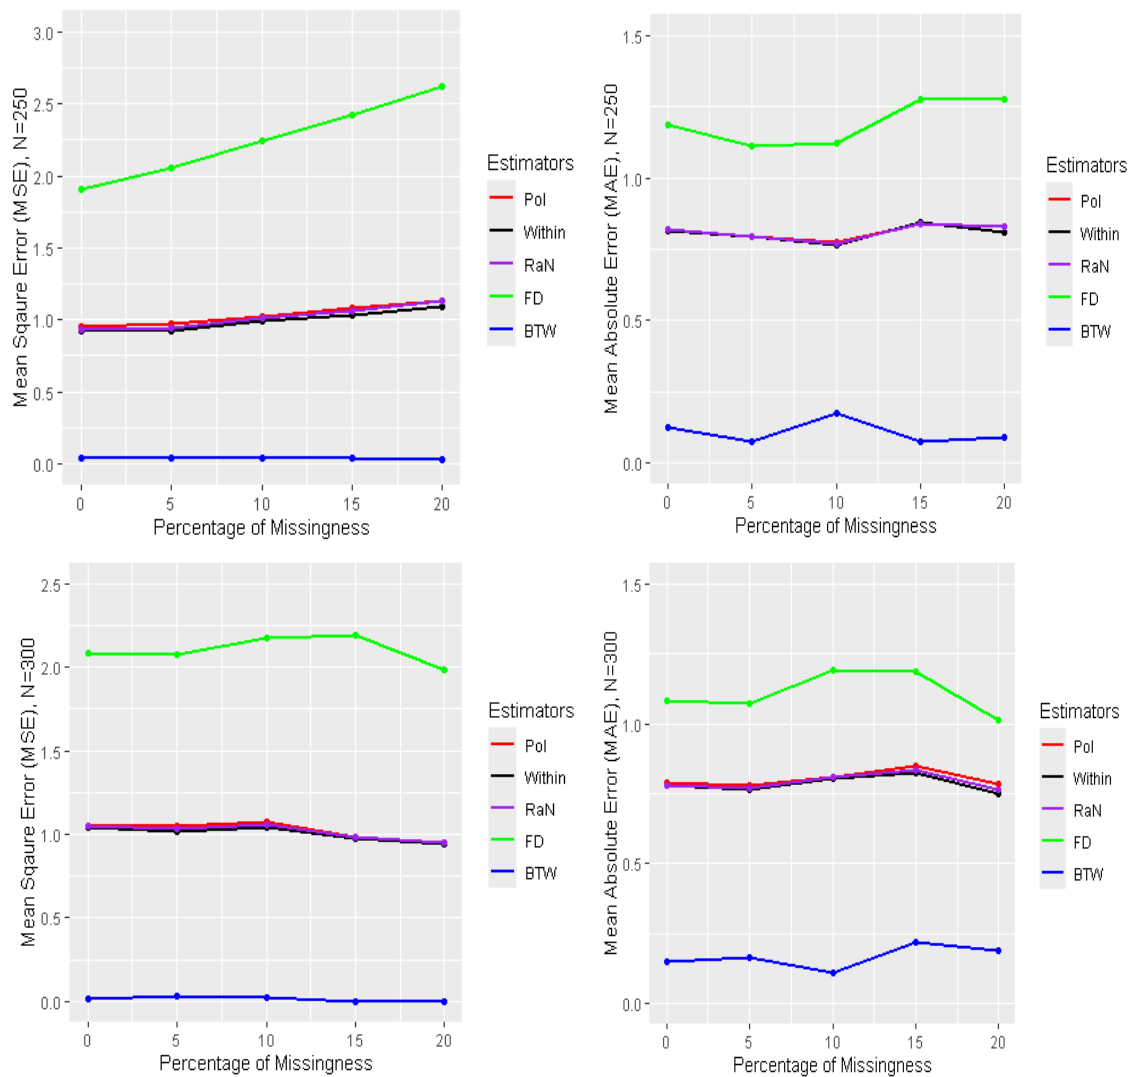 Mean Sqaure Error (MSE), N=250
3.0
2.5
2.0
1.5
1.0
0.5
0.0
0 5 10 15 20
Percentage of Missingness
Estimators
Pol
Within
RaN
FD
BTW
Mean Absolute Error (MAE), N=250
1.5
1.0
0.5
0.0
0 5 10 15 20
Percentage of Missingness
Estimators
Pol
Within
RaN
FD
BTW
Mean Sqaure Error (MSE), N=300
2.5
2.0
1.5
1.0
0.5
0.0
0 5 10 15 20
Percentage of Missingness
Estimators
Pol
Within
RaN
FD
BTW
Mean Absolute Error (MAE), N=300
1.5
1.0
0.5
0.0
0 5 10 15 20
Percentage of Missingness
Estimators
Pol
Within
RaN
FD
BTW